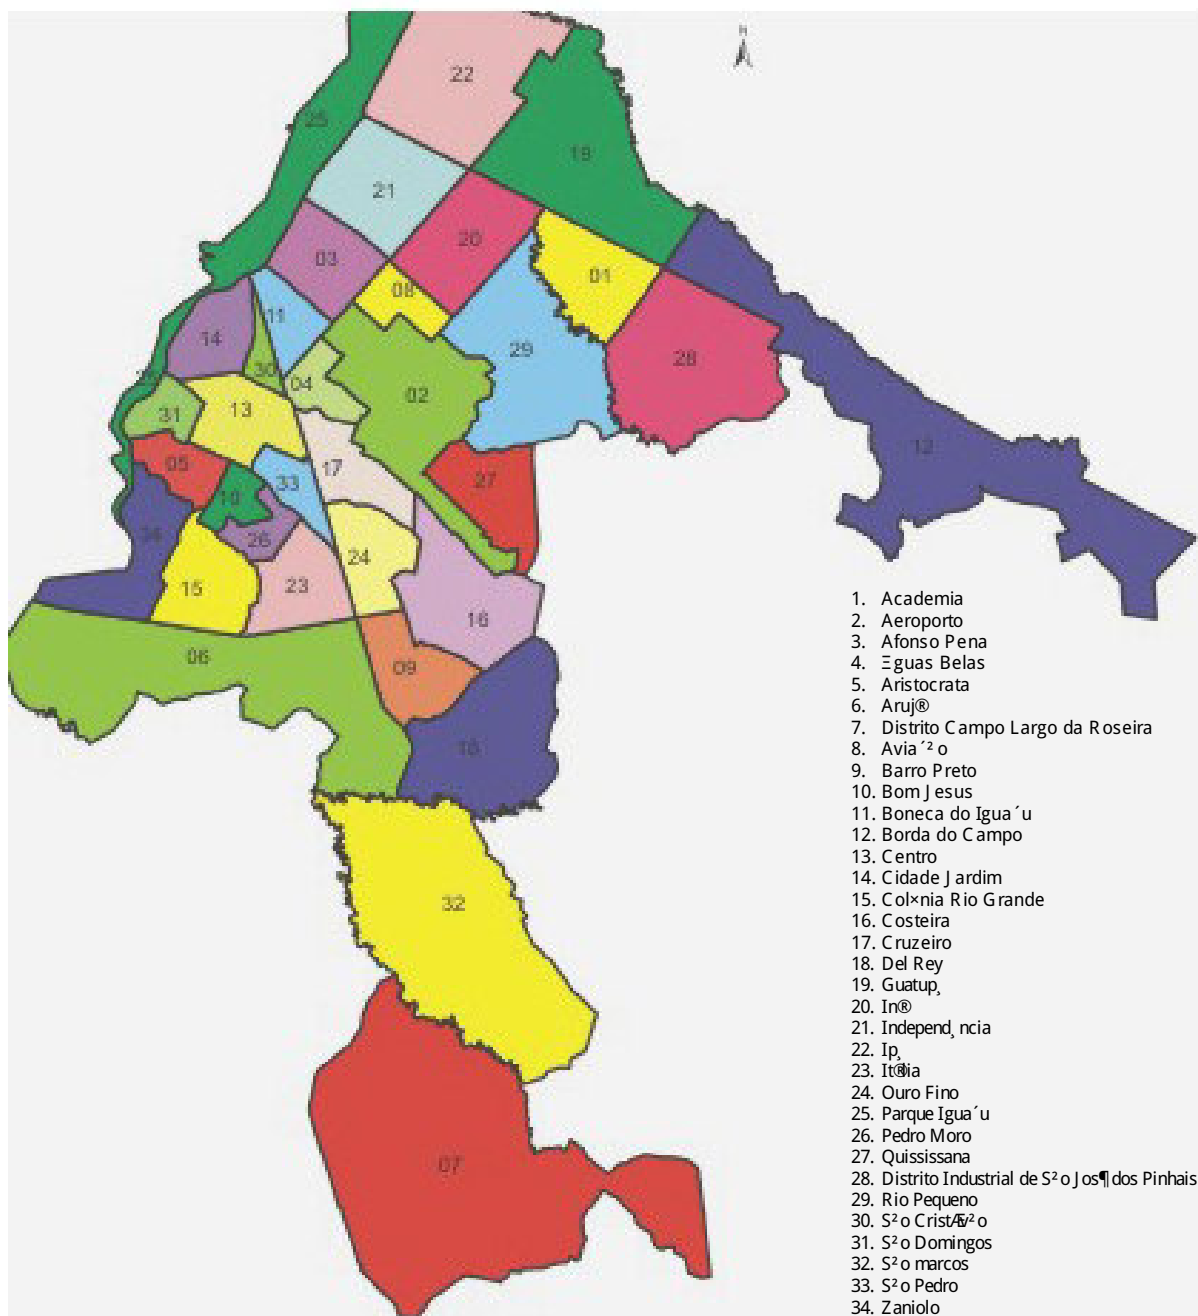 N
22
25
19
21
20
03
01
08
11
14
29
28
30
04
02
13
31
12
05
17
27
33
10
26
34
24
15
23
16
06
09
18
32
07
1. Academia
2. Aeroporto
3. Afonso Pena
4. Ξguas Belas
5. Aristocrata
6. Aruj®
7. Distrito Campo Largo da Roseira
8. Avia´²o
9. Barro Preto
10. Bom Jesus
11. Boneca do Igua´u
12. Borda do Campo
13. Centro
14. Cidade Jardim
15. Col×nia Rio Grande
16. Costeira
17. Cruzeiro
18. Del Rey
19. Guatup¸
20. In®
21. Independ¸ncia
22. Ip¸
23. It®lia
24. Ouro Fino
25. Parque Igua´u
26. Pedro Moro
27. Quississana
28. Distrito Industrial de S²o Jos¶ dos Pinhais
29. Rio Pequeno
30. S²o CristÆv²o
31. S²o Domingos
32. S²o marcos
33. S²o Pedro
34. Zaniolo